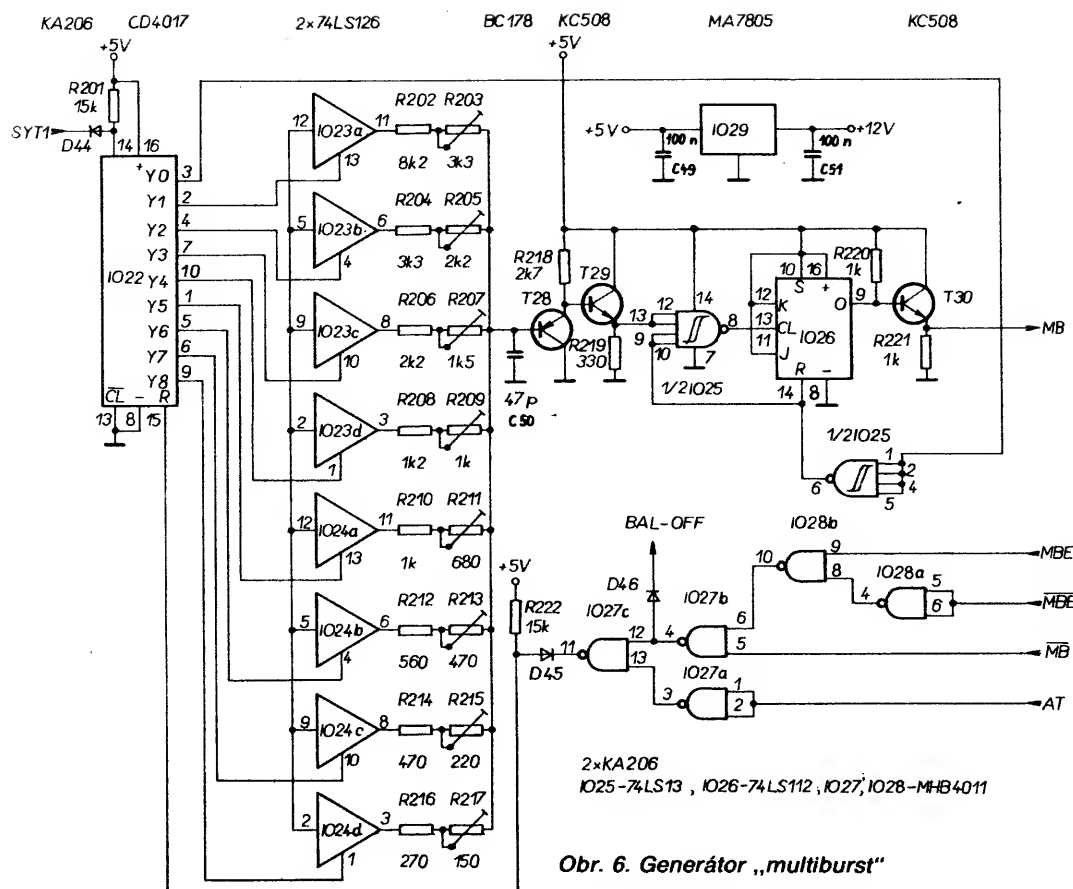 KA206 CD4017 2x74LS126 BC178 KC508 MA7805 KC508
+5V
R201
15k
SYT1
D44
14 16
+
Y0 3
Y1 2
Y2 4
Y3 7
IO22
Y4 10
Y5 1
Y6 5
Y7 6
Y8 9
CL - R
13 8 15
12 IO23a 11
13
R202 R203
8k2 3k3
5 IO23b 6
4
R204 R205
3k3 2k2
9 IO23c 8
10
R206 R207
2k2 1k5
2 IO23d 3
1
R208 R209
1k2 1k
12 IO24a 11
13
R210 R211
1k 680
5 IO24b 6
4
R212 R213
560 470
9 IO24c 8
10
R214 R215
470 220
2 IO24d 3
1
R216 R217
270 150
47p
C50
+5V
R218
2k7
T28
T29
R219
330
+5V IO29 +12V
100n
C49
100n
C51
13 12
9 10
14
8
7
1/2IO25
10 16
S +
12 K
13 CL
11 J
IO26
O 9
R -
14 8
R220
1k
T30
R221
1k
MB
1/2IO25
6
1
2
4
5
BAL-OFF
D46
+5V
R222
15k
D45
11 IO27c 12
13
4 IO27b 6
5
3 IO27a 1
2
10 IO28b 9
8
4 IO28a 5
6
MBE
MBE
MB
AT
2xKA206
IO25-74LS13, IO26-74LS112, IO27, IO28-MHB4011
Obr. 6. Generátor „multiburst"